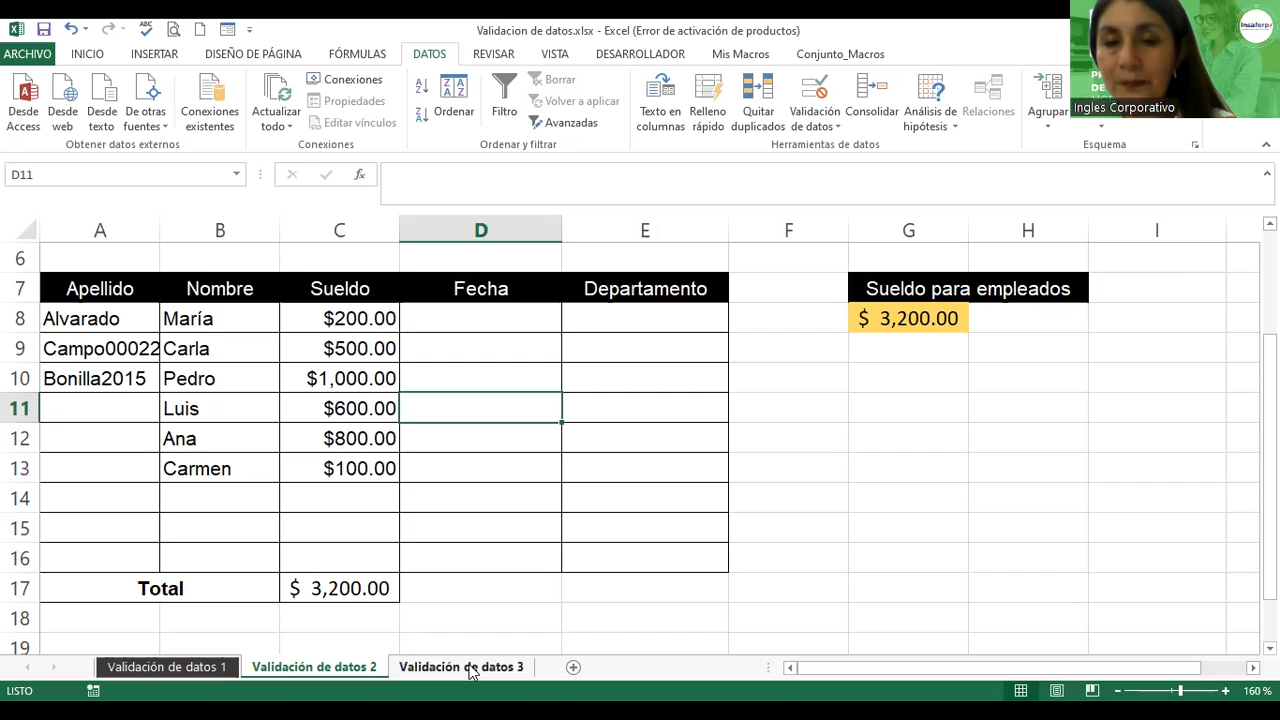 Validacion de datos.xlsx - Excel (Error de activación de productos)
ARCHIVO INICIO INSERTAR DISEÑO DE PÁGINA FÓRMULAS DATOS REVISAR VISTA DESARROLLADOR Mis Macros Conjunto_Macros
Desde Access
Desde web
Desde texto
De otras fuentes
Conexiones existentes
Actualizar todo
Conexiones
Propiedades
Editar vínculos
Ordenar
Filtro
Borrar
Volver a aplicar
Avanzadas
Texto en columnas
Relleno rápido
Quitar duplicados
Validación de datos
Consolidar
Análisis de hipótesis
Relaciones
Agrupar
Obtener datos externos Conexiones Ordenar y filtrar Herramientas de datos Esquema
Insaforp
Ingles Corporativo
D11 fx
A B C D E F G H I
6
7 Apellido Nombre Sueldo Fecha Departamento Sueldo para empleados
8 Alvarado María $200.00 $ 3,200.00
9 Campo00022 Carla $500.00
10 Bonilla2015 Pedro $1,000.00
11 Luis $600.00
12 Ana $800.00
13 Carmen $100.00
14
15
16
17 Total $ 3,200.00
18
19
Validación de datos 1 Validación de datos 2 Validación de datos 3
LISTO 160 %